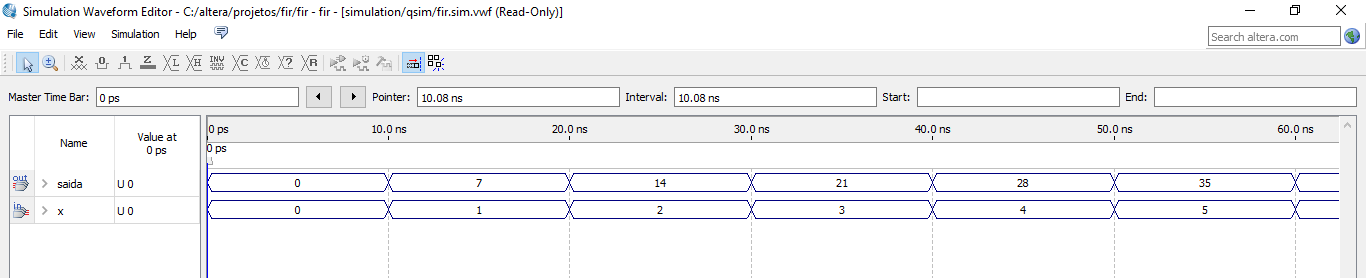 Simulation Waveform Editor - C:/altera/projetos/fir/fir - fir - [simulation/qsim/fir.sim.vwf (Read-Only)]
File Edit View Simulation Help
Search altera.com
Master Time Bar: 0 ps Pointer: 10.08 ns Interval: 10.08 ns Start: End:
Name Value at 0 ps
0 ps 10.0 ns 20.0 ns 30.0 ns 40.0 ns 50.0 ns 60.0 ns
0 ps
out saida U 0 0 7 14 21 28 35
in x U 0 0 1 2 3 4 5